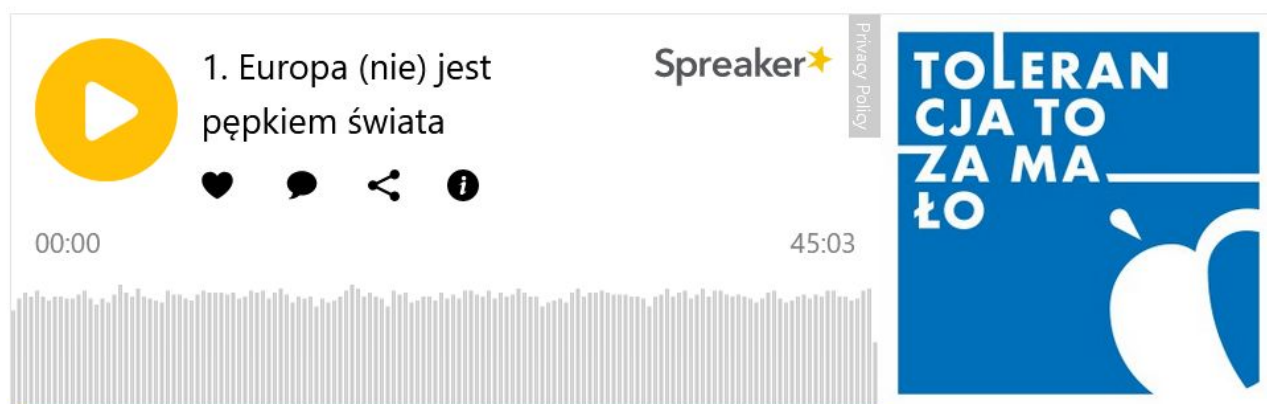 1. Europa (nie) jest
pępkiem świata
Spreaker
Privacy Policy
00:00
45:03
TOLERAN
CJA TO
ZA MA
ŁO